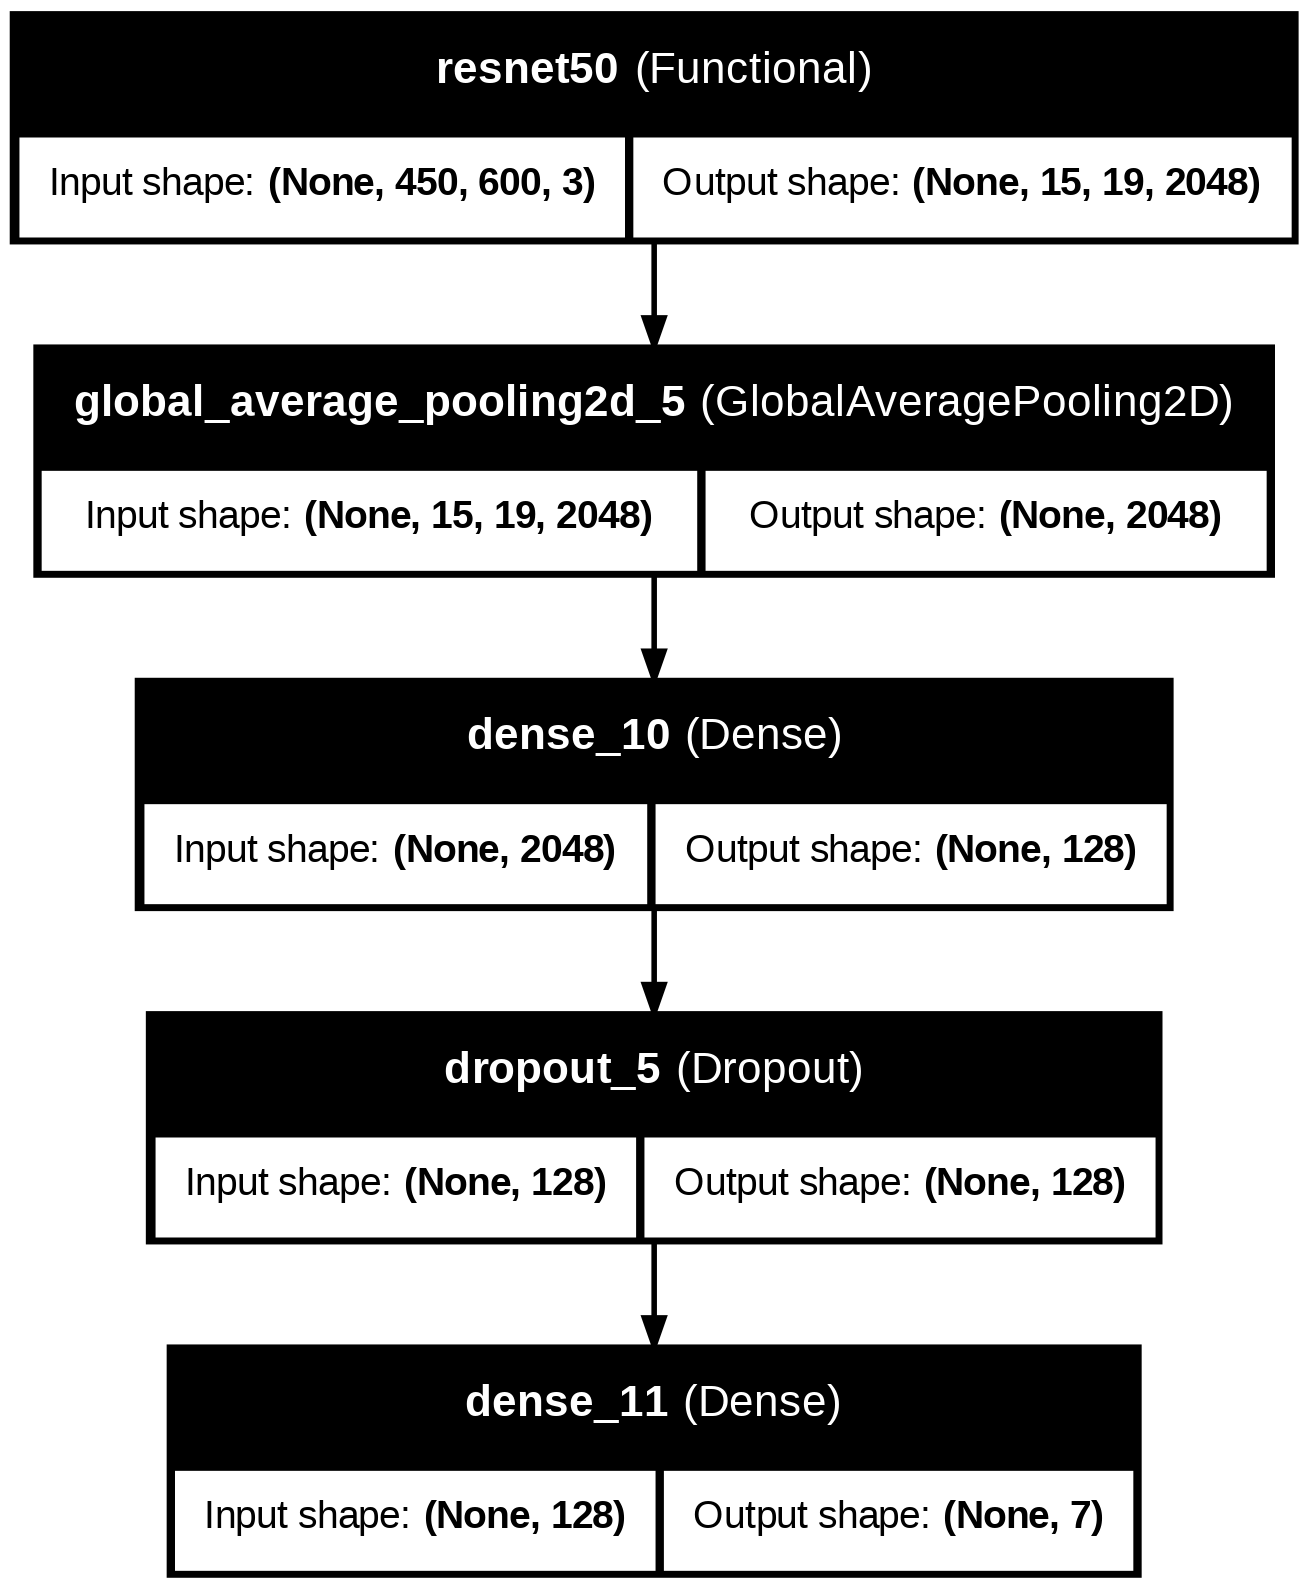 resnet50 (Functional)
Input shape: (None, 450, 600, 3)
Output shape: (None, 15, 19, 2048)
global_average_pooling2d_5 (GlobalAveragePooling2D)
Input shape: (None, 15, 19, 2048)
Output shape: (None, 2048)
dense_10 (Dense)
Input shape: (None, 2048)
Output shape: (None, 128)
dropout_5 (Dropout)
Input shape: (None, 128)
Output shape: (None, 128)
dense_11 (Dense)
Input shape: (None, 128)
Output shape: (None, 7)